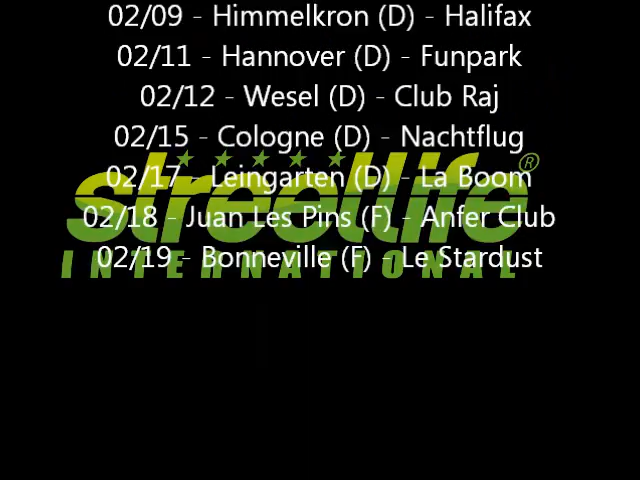 02/09 - Himmelkron (D) - Halifax
02/11 - Hannover (D) - Funpark
02/12 - Wesel (D) - Club Raj
02/15 - Cologne (D) - Nachtflug
02/17 - Leingarten (D) - La Boom
02/18 - Juan Les Pins (F) - Anfer Club
02/19 - Bonneville (F) - Le Stardust
streetlife®
INTERNATIONAL